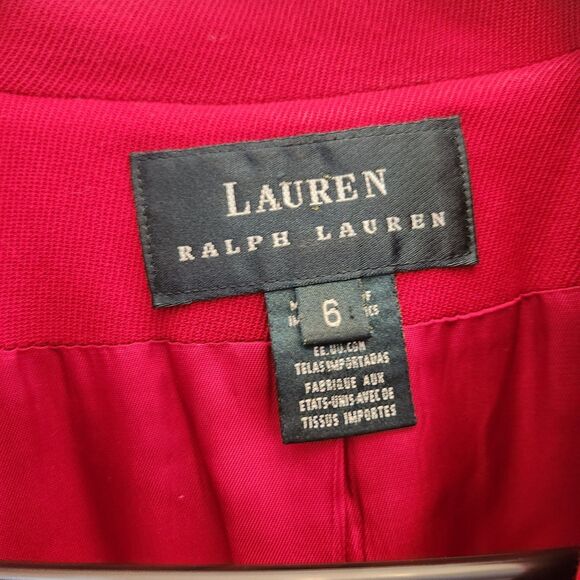 LAUREN
RALPH LAUREN
6
EE.UU.CON
TELAS IMPORTADAS
FABRIQUE AUX
ETATS-UNIS AVEC DE
TISSUS IMPORTES